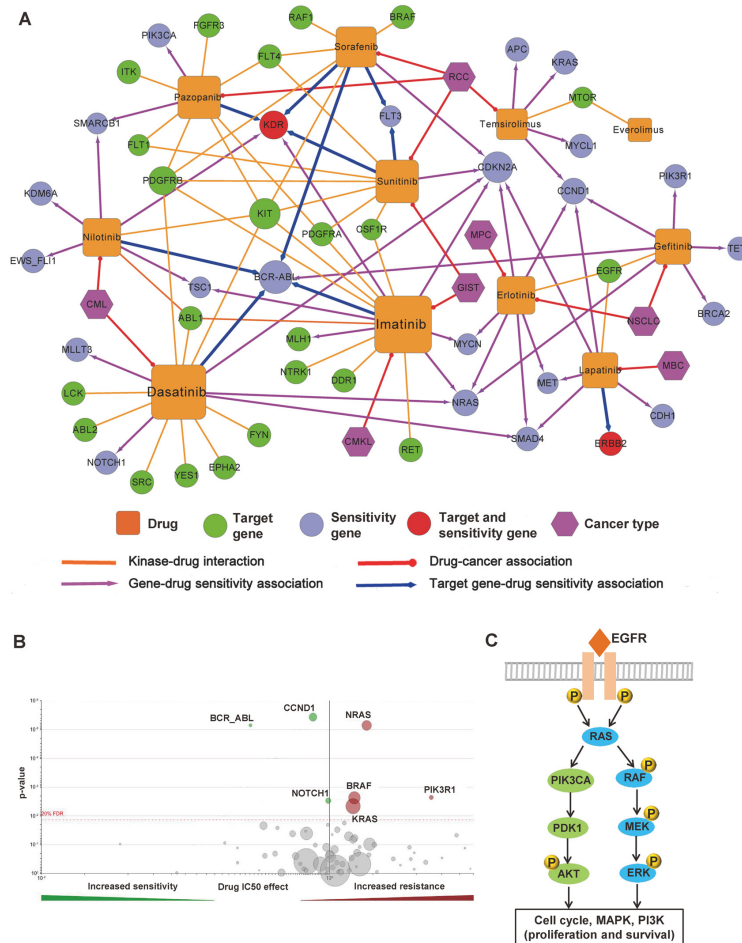 A
RAF1
BRAF
FGFR3
PIK3CA
Sorafenib
APC
FLT4
KRAS
ITK
RCC
Pazopanib
MTOR
SMARCB1
KDR
FLT3
Temsirolimus
Everolimus
FLT1
MYCL1
CDKN2A
PDGFRB
Sunitinib
CCND1
PIK3R1
KDM6A
KIT
Nilotinib
PDGFRA
CSF1R
MPC
Gefitinib
EWS_FLI1
BCR-ABL
EGFR
TSC1
GIST
Erlotinib
BRCA2
CML
ABL1
Imatinib
NSCLC
MLH1
MYCN
MLLT3
NTRK1
DDR1
MET
Lapatinib
MBC
LCK
Dasatinib
NRAS
CDH1
ABL2
FYN
CMKL
SMAD4
NOTCH1
EPHA2
RET
ERBB2
SRC
YES1
Drug
Target gene
Sensitivity gene
Target and sensitivity gene
Cancer type
Kinase-drug interaction
Drug-cancer association
Gene-drug sensitivity association
Target gene-drug sensitivity association
B
p-value
BCR_ABL
CCND1
NRAS
NOTCH1
BRAF
PIK3R1
KRAS
20% FDR
Increased sensitivity
Drug IC50 effect
Increased resistance
C
EGFR
P
P
RAS
PIK3CA
RAF
P
PDK1
MEK
P
P
AKT
ERK
P
Cell cycle, MAPK, PI3K
(proliferation and survival)